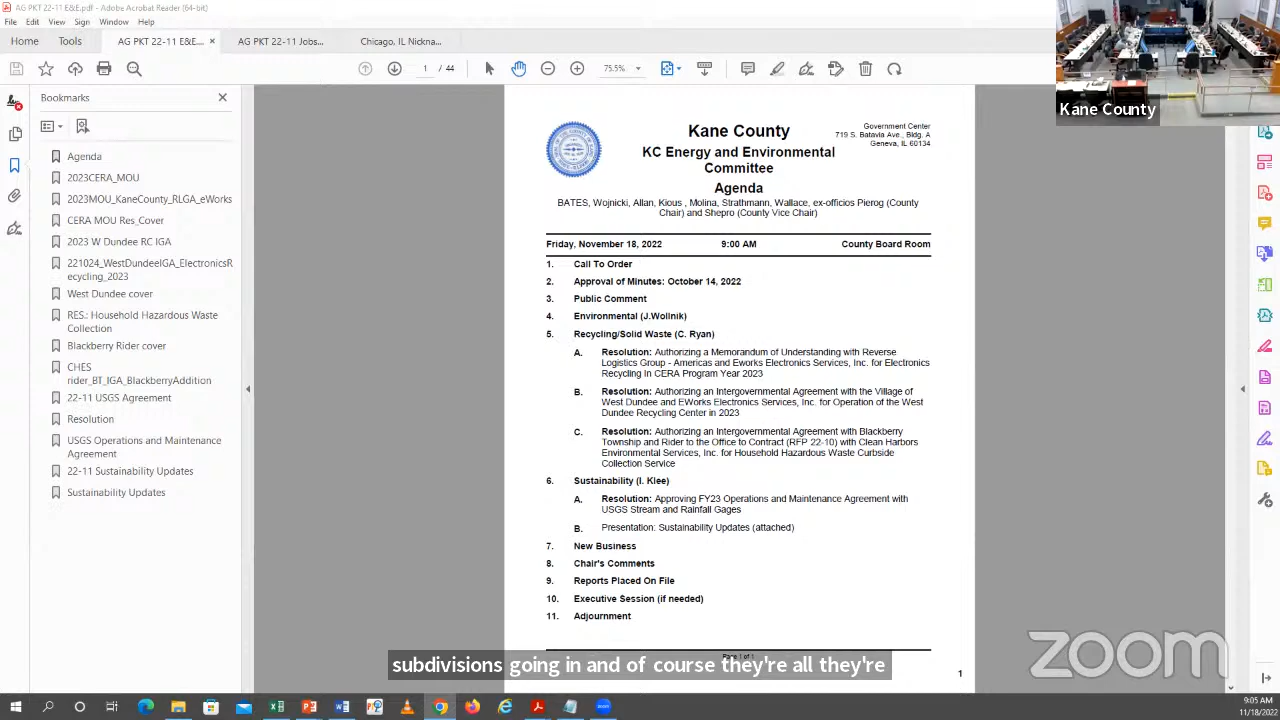 AG PKT 22-11 E&E.pdf - Adobe Acrobat Reader (64-bit)
File Edit View Sign Window Help
Home Tools AG PKT 22-11 E&E... × AG PKT 22-11 Jobs... Chicago, IL Nickna...
1 / 44 75.5%
Kane County
Bookmarks
Agenda
2023CERA_MOU
2023MOU_KaneCounty_RLGA_eWorks
CERA MOU Res_Cover
2023 W Dundee RC IGA
221024_WestDundeeIGA_ElectronicsR
ecycling_2023
West Dundee cover
RES.: Household Hazardous Waste
Collection
Blackberry Rider cover
CHES
rider_BT_IGA_BlackberryAddition
22-11 USGS Agreement
Resolution
USGS Operations and Maintenance
Agreement
22-11 Sustainability Updates
Sustainability Updates
Kane County
KC Energy and Environmental
Committee
Agenda
Government Center
719 S. Batavia Ave., Bldg. A
Geneva, IL 60134
BATES, Wojnicki, Allan, Kious , Molina, Strathmann, Wallace, ex-officios Pierog (County
Chair) and Shepro (County Vice Chair)
Friday, November 18, 2022 9:00 AM County Board Room
1. Call To Order
2. Approval of Minutes: October 14, 2022
3. Public Comment
4. Environmental (J.Wollnik)
5. Recycling/Solid Waste (C. Ryan)
A. Resolution: Authorizing a Memorandum of Understanding with Reverse
Logistics Group - Americas and Eworks Electronics Services, Inc. for Electronics
Recycling In CERA Program Year 2023
B. Resolution: Authorizing an Intergovernmental Agreement with the Village of
West Dundee and EWorks Electronics Services, Inc. for Operation of the West
Dundee Recycling Center in 2023
C. Resolution: Authorizing an Intergovernmental Agreement with Blackberry
Township and Rider to the Office to Contract (RFP 22-10) with Clean Harbors
Environmental Services, Inc. for Household Hazardous Waste Curbside
Collection Service
6. Sustainability (I. Klee)
A. Resolution: Approving FY23 Operations and Maintenance Agreement with
USGS Stream and Rainfall Gages
B. Presentation: Sustainability Updates (attached)
7. New Business
8. Chair's Comments
9. Reports Placed On File
10. Executive Session (if needed)
11. Adjournment
Page 1 of 1
subdivisions going in and of course they're all they're
1
zoom
9:05 AM
11/18/2022